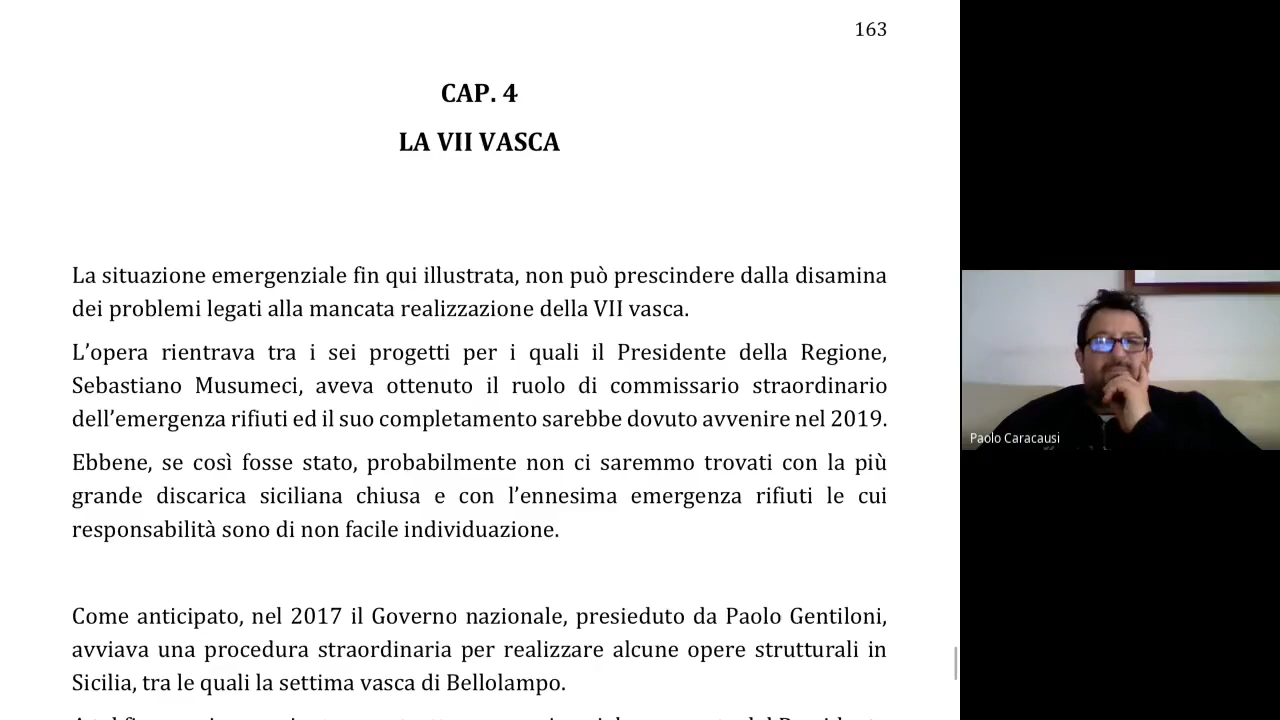 163
CAP. 4
LA VII VASCA
La situazione emergenziale fin qui illustrata, non può prescindere dalla disamina
dei problemi legati alla mancata realizzazione della VII vasca.
L’opera rientrava tra i sei progetti per i quali il Presidente della Regione,
Sebastiano Musumeci, aveva ottenuto il ruolo di commissario straordinario
dell’emergenza rifiuti ed il suo completamento sarebbe dovuto avvenire nel 2019.
Ebbene, se così fosse stato, probabilmente non ci saremmo trovati con la più
grande discarica siciliana chiusa e con l’ennesima emergenza rifiuti le cui
responsabilità sono di non facile individuazione.
Come anticipato, nel 2017 il Governo nazionale, presieduto da Paolo Gentiloni,
avviava una procedura straordinaria per realizzare alcune opere strutturali in
Sicilia, tra le quali la settima vasca di Bellolampo.
Paolo Caracausi